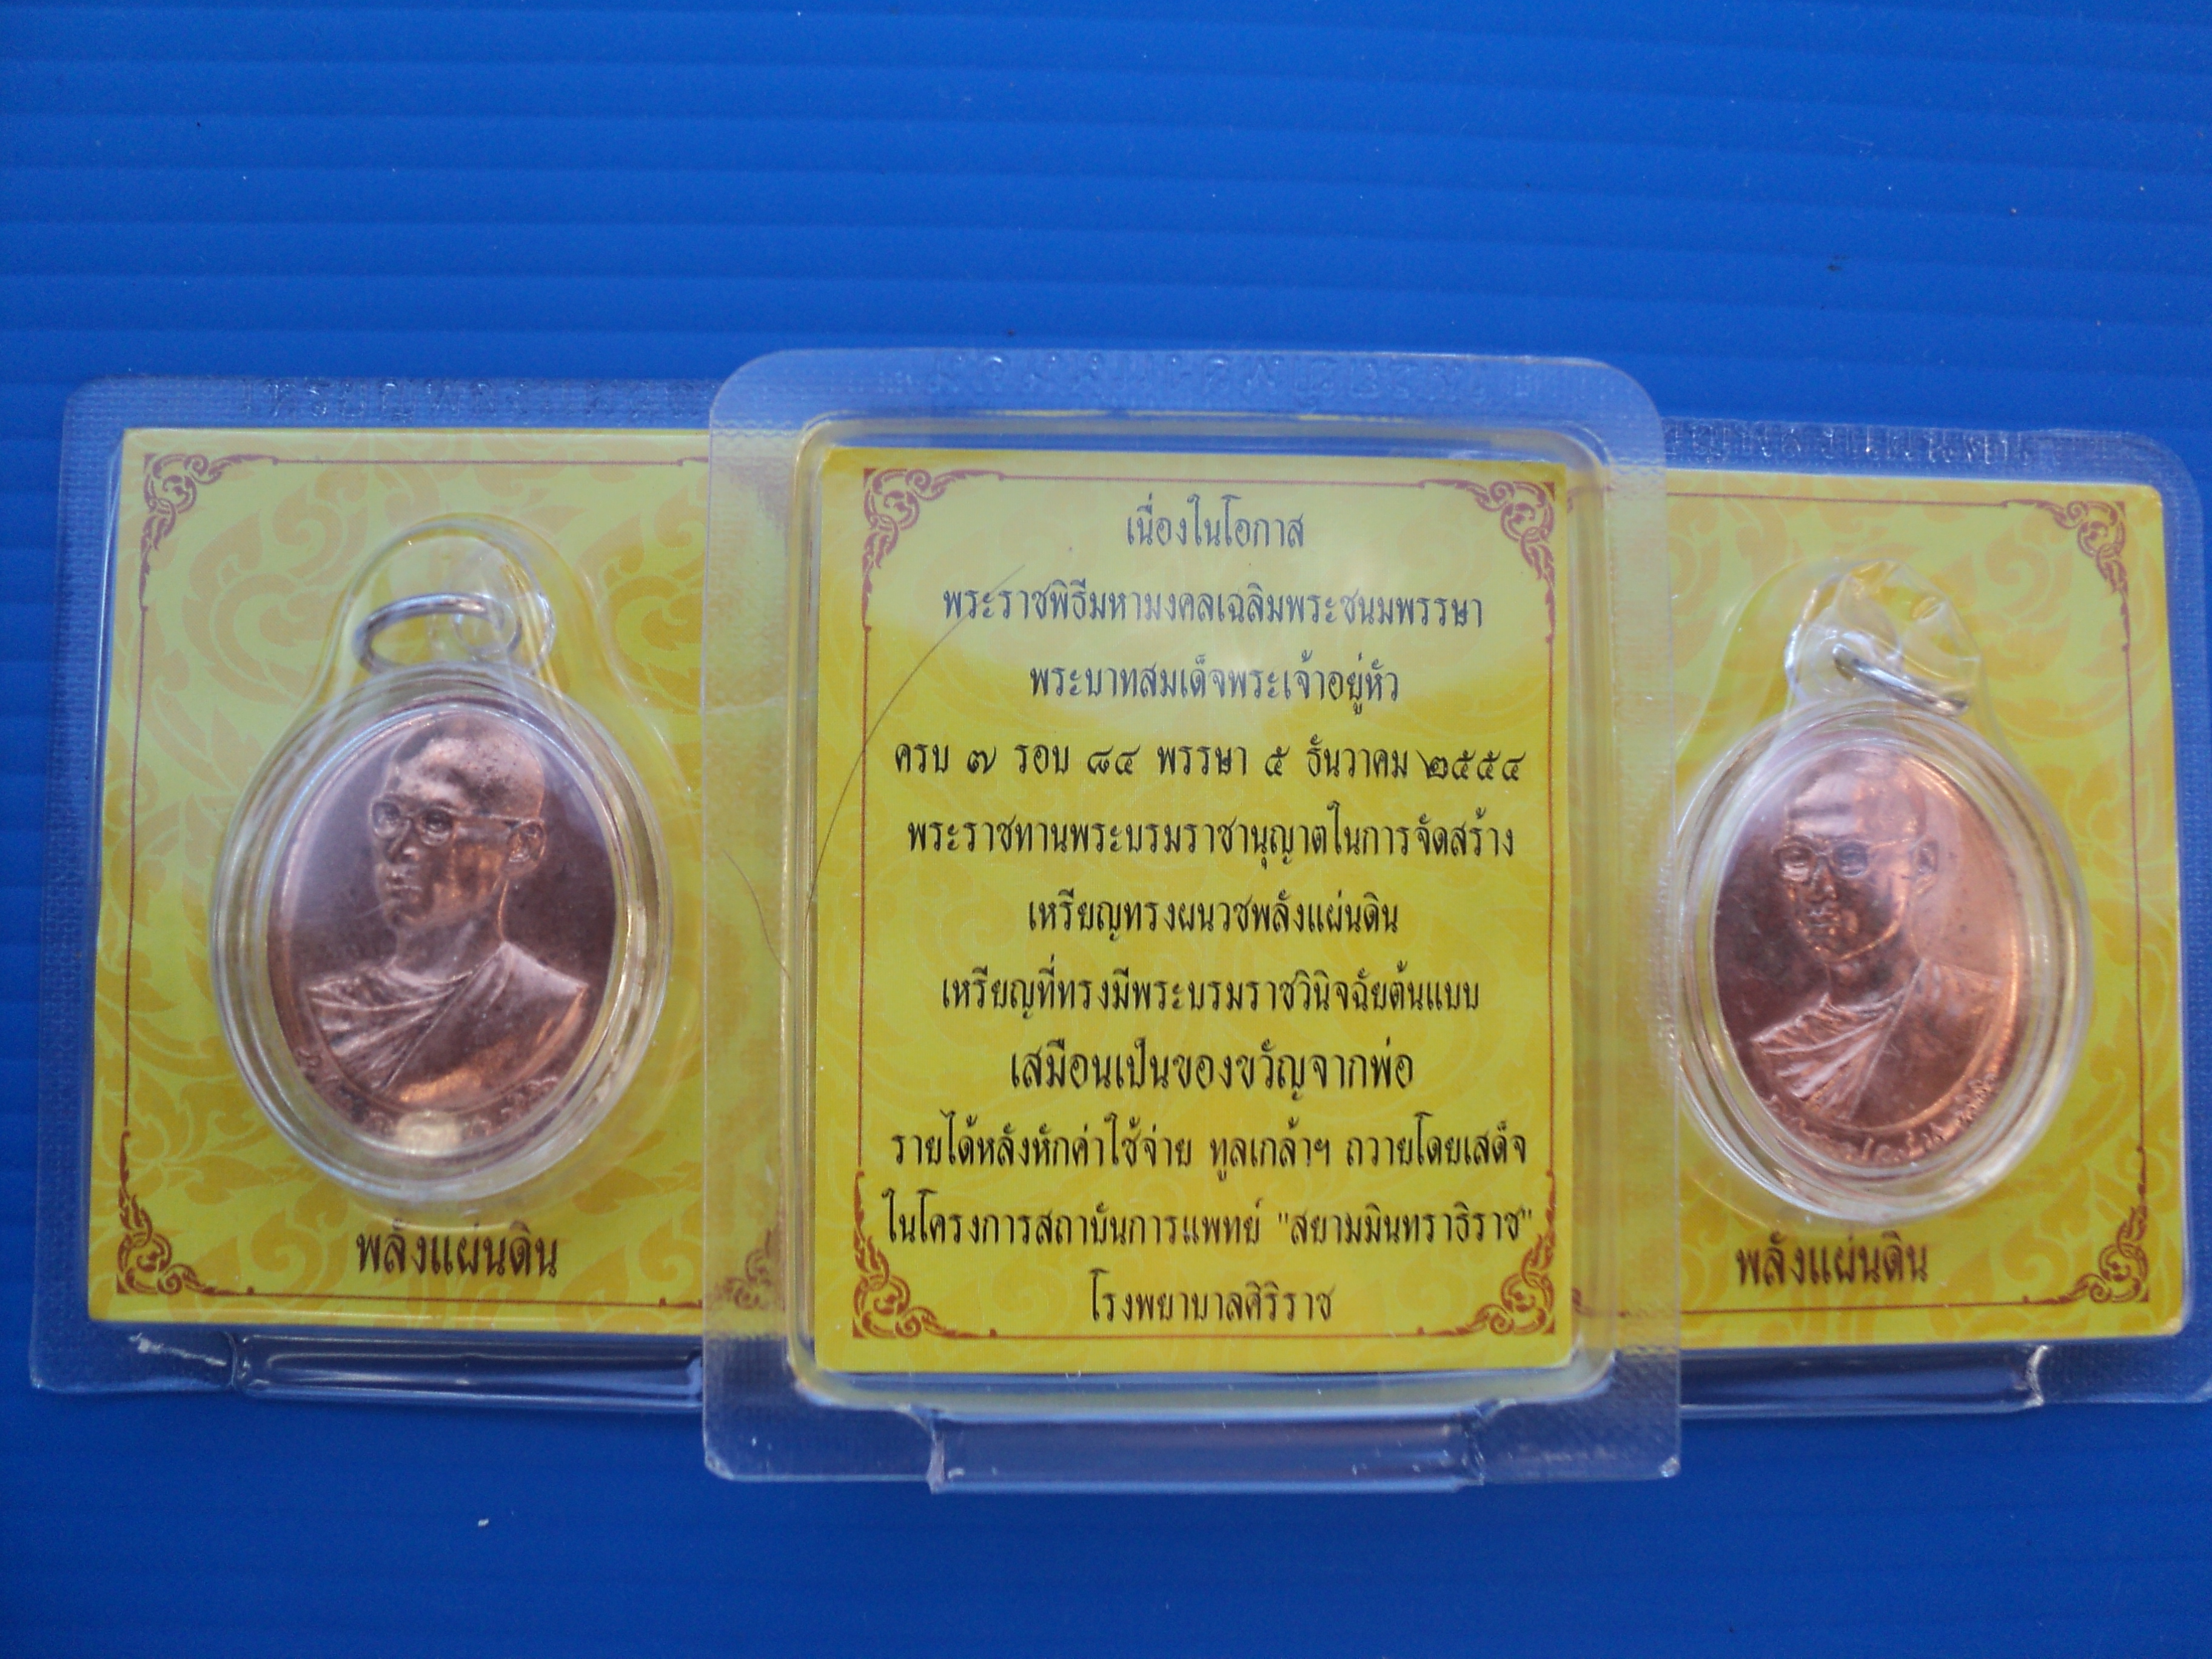 เนื่องในโอกาส
พระราชพิธีมหามงคลเฉลิมพระชนมพรรษา
พระบาทสมเด็จพระเจ้าอยู่หัว
ครบ ๗ รอบ ๘๔ พรรษา ๕ ธันวาคม ๒๕๕๔
พระราชทานพระบรมราชานุญาตในการจัดสร้าง
เหรียญทรงผนวชพลังแผ่นดิน
เหรียญที่ทรงมีพระบรมราชวินิจฉัยต้นแบบ
เสมือนเป็นของขวัญจากพ่อ
รายได้หลังหักค่าใช้จ่าย ทูลเกล้าฯ ถวายโดยเสด็จ
ในโครงการสถาบันการแพทย์ "สยามมินทราธิราช"
โรงพยาบาลศิริราช
พลังแผ่นดิน
พลังแผ่นดิน